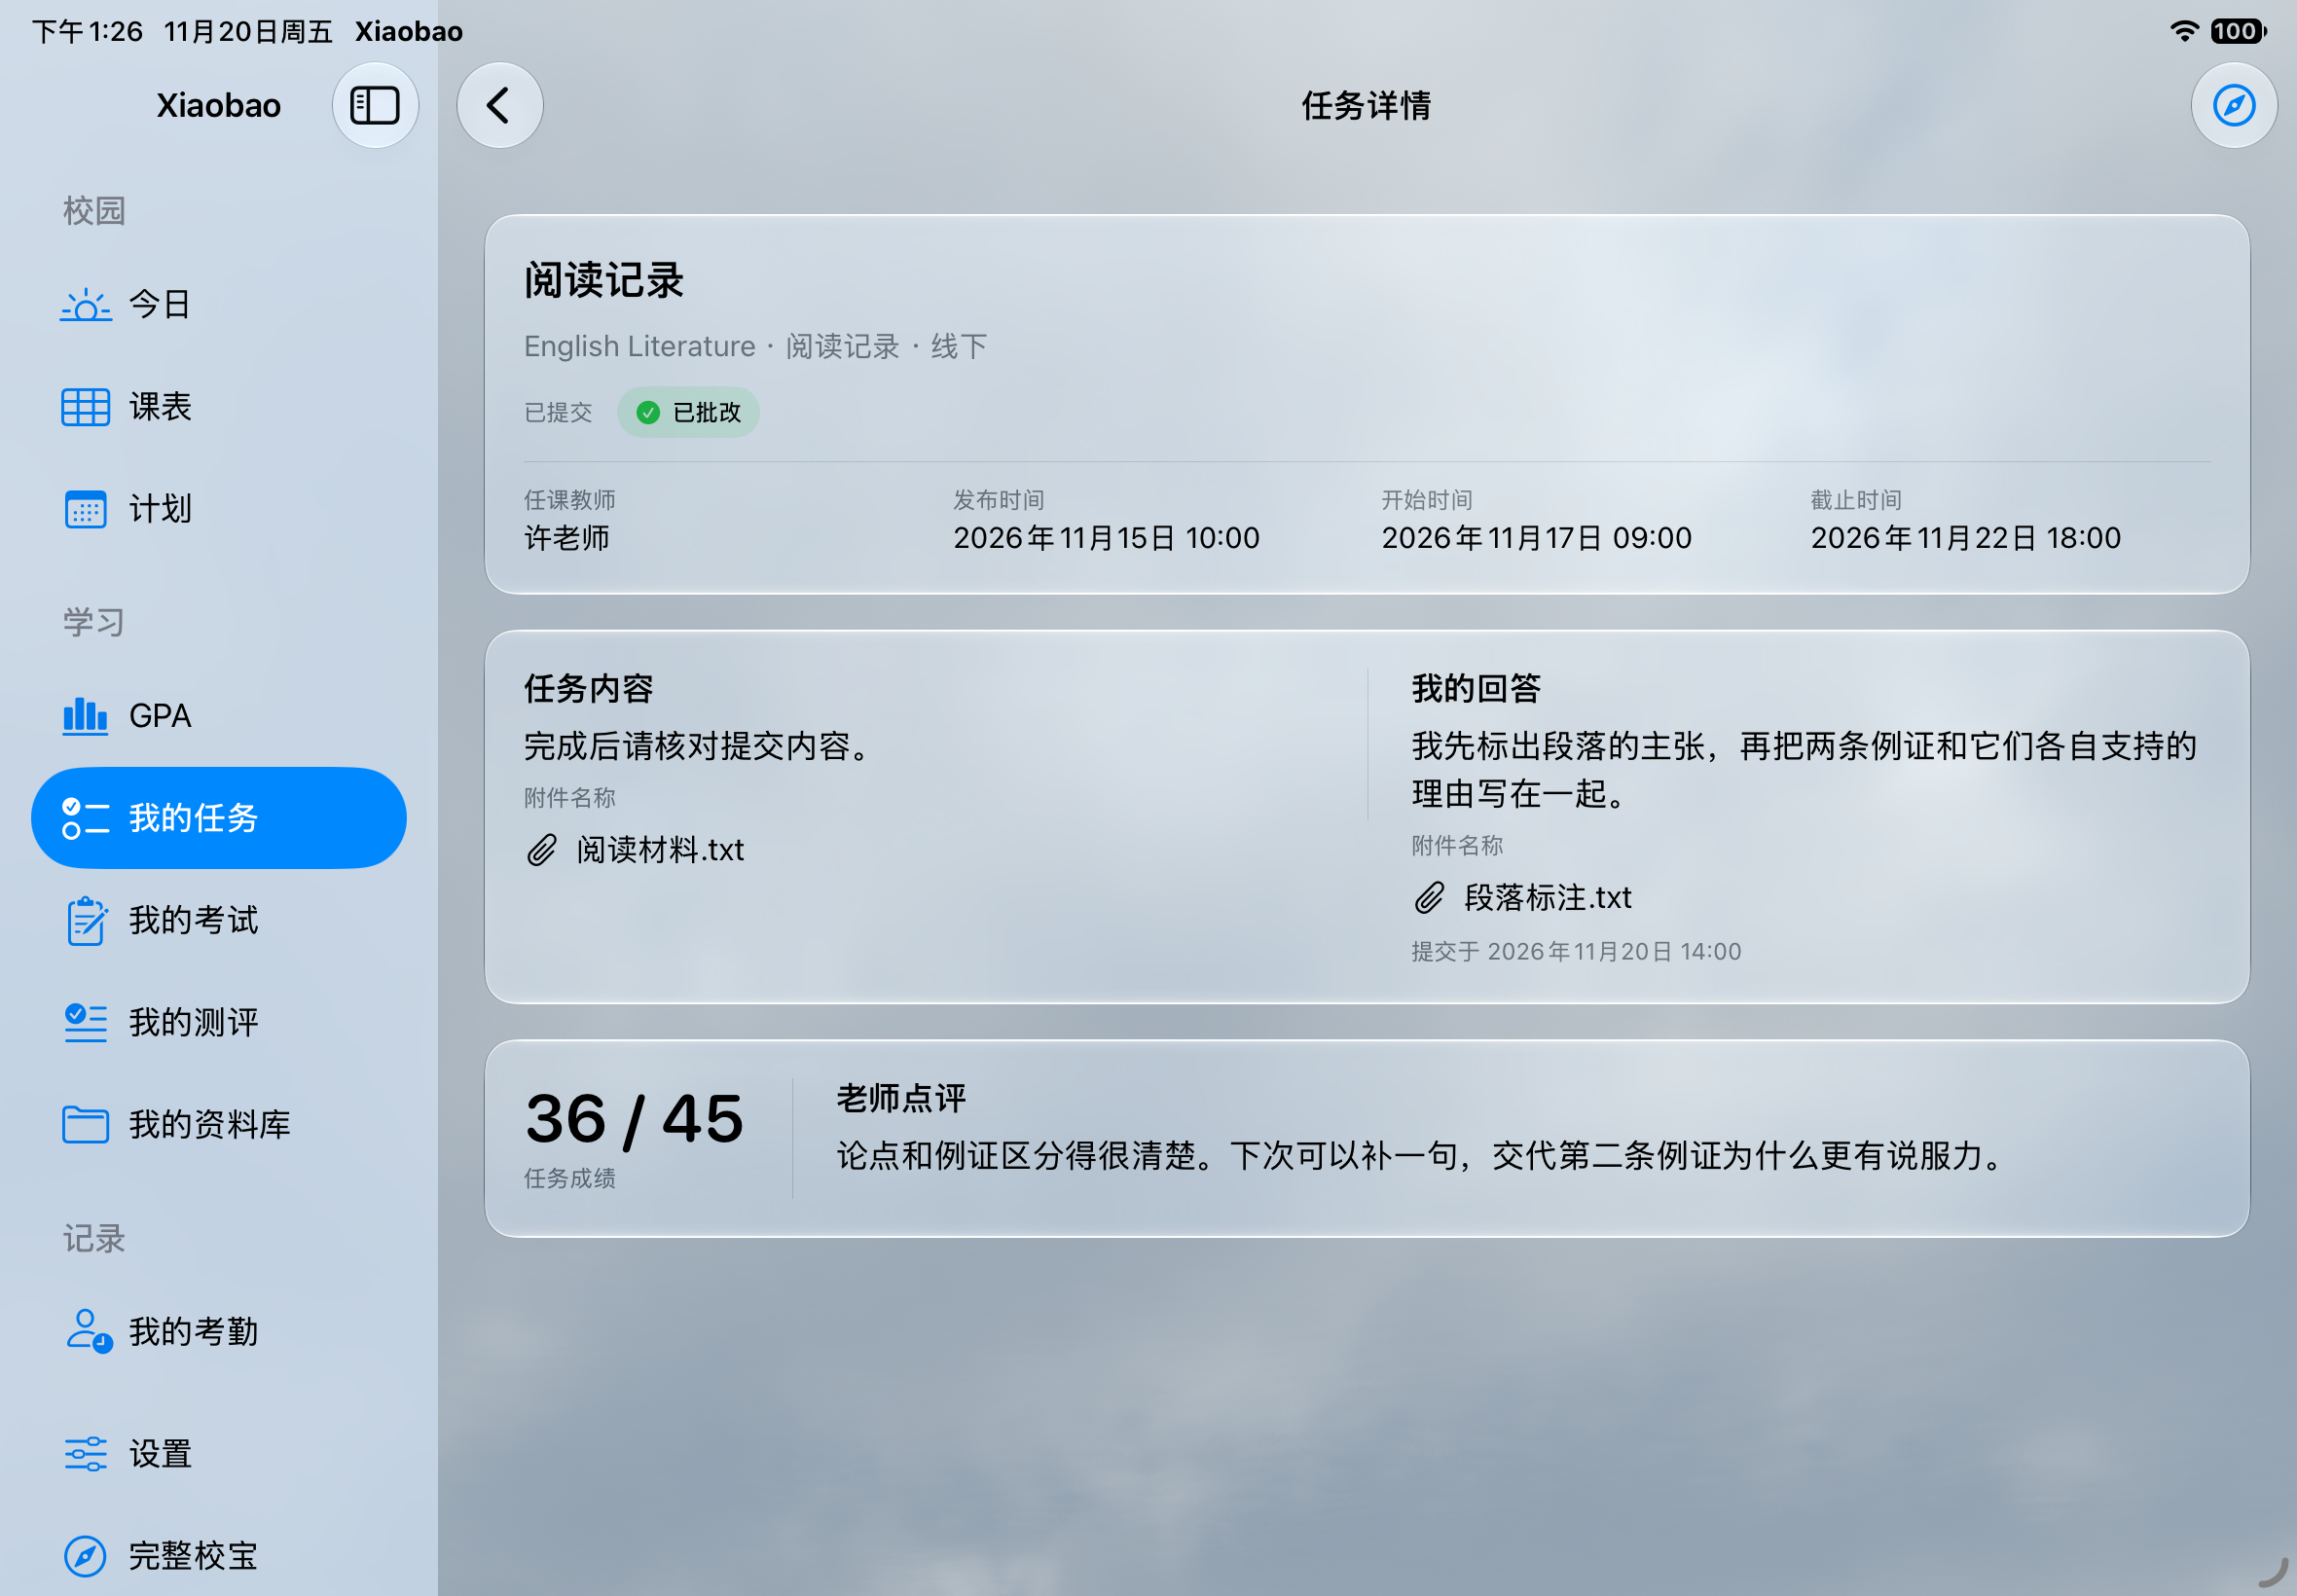 下午1:26 11月20日周五 Xiaobao
100
Xiaobao
校园
今日
课表
计划
学习
GPA
我的任务
我的考试
我的测评
我的资料库
记录
我的考勤
设置
完整校宝
任务详情
阅读记录
English Literature · 阅读记录 · 线下
已提交 已批改
任课教师
许老师
发布时间
2026年11月15日 10:00
开始时间
2026年11月17日 09:00
截止时间
2026年11月22日 18:00
任务内容
完成后请核对提交内容。
附件名称
阅读材料.txt
我的回答
我先标出段落的主张，再把两条例证和它们各自支持的
理由写在一起。
附件名称
段落标注.txt
提交于 2026年11月20日 14:00
36 / 45
任务成绩
老师点评
论点和例证区分得很清楚。下次可以补一句，交代第二条例证为什么更有说服力。